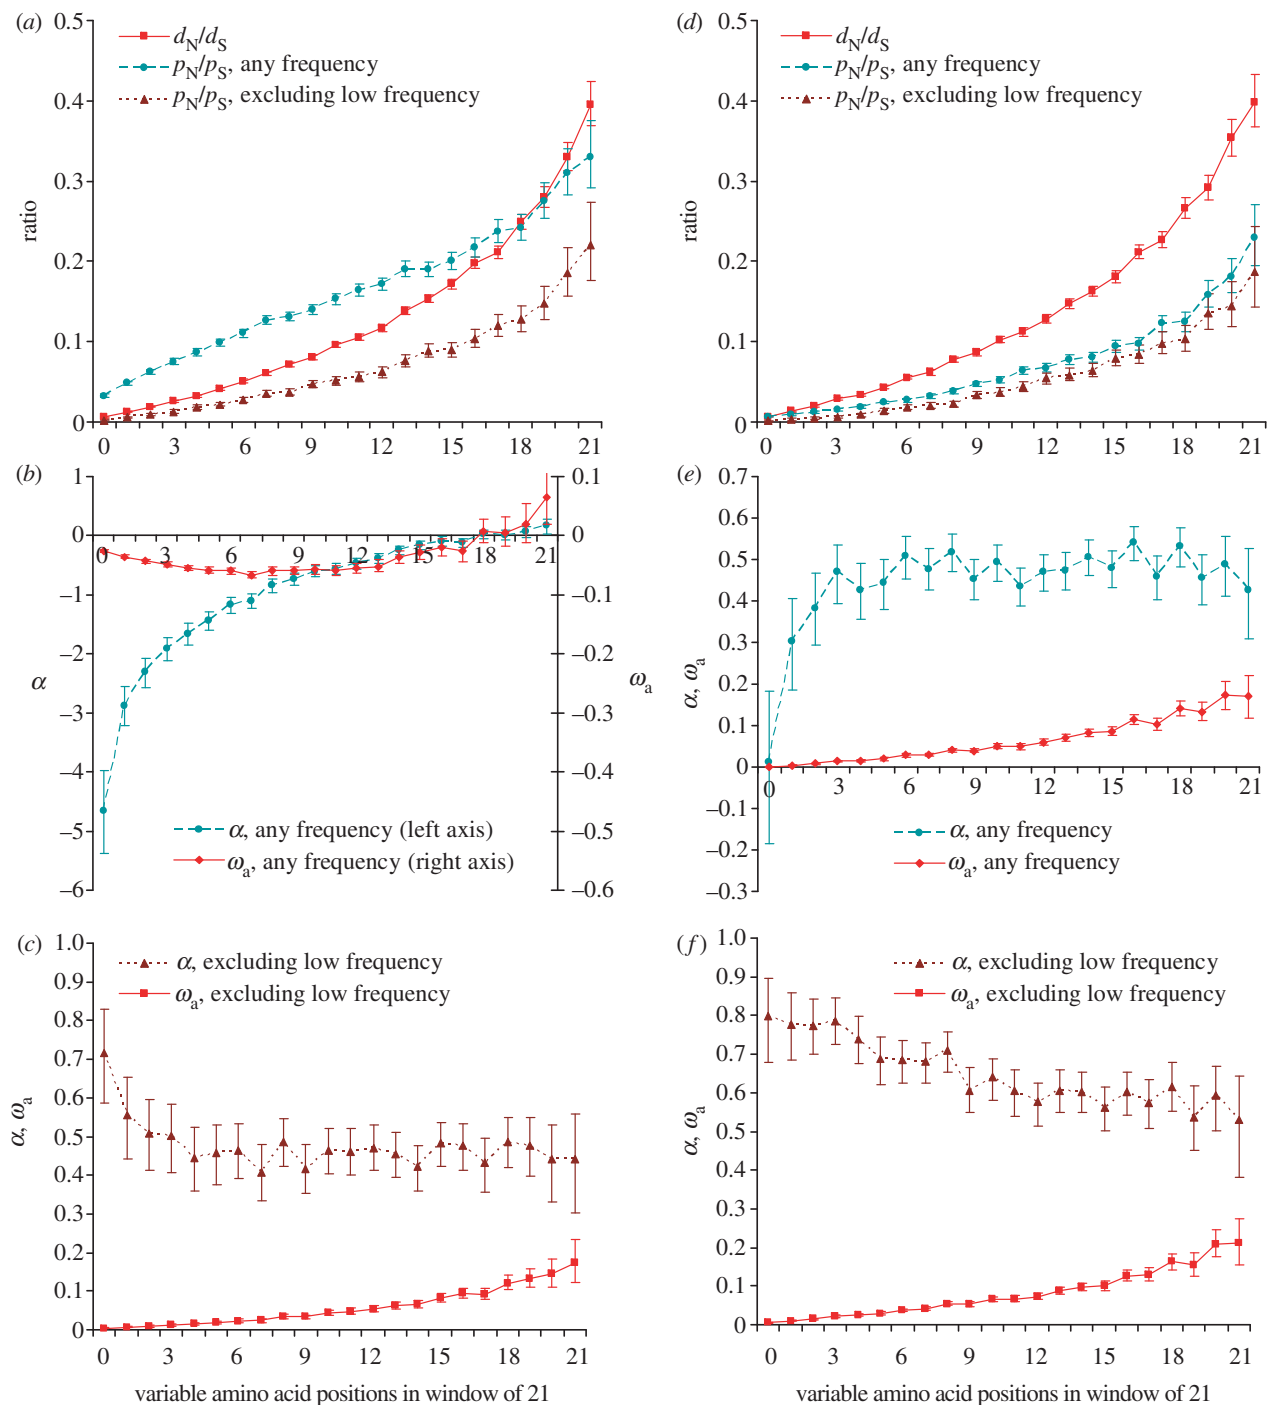 (a)
0.5
0.4
0.3
0.2
0.1
0
ratio
dN/dS
pN/pS, any frequency
pN/pS, excluding low frequency
0 3 6 9 12 15 18 21
(d)
0.5
0.4
0.3
0.2
0.1
0
ratio
dN/dS
pN/pS, any frequency
pN/pS, excluding low frequency
0 3 6 9 12 15 18 21
(b)
1
0
–1
–2
–3
–4
–5
–6
α
0 3 6 9 12 15 18 21
0.1
0
–0.1
–0.2
–0.3
–0.4
–0.5
–0.6
ωa
α, any frequency (left axis)
ωa, any frequency (right axis)
(e)
0.7
0.6
0.5
0.4
0.3
0.2
0.1
0
–0.1
–0.2
–0.3
α, ωa
0 3 6 9 12 15 18 21
α, any frequency
ωa, any frequency
(c)
1.0
0.9
0.8
0.7
0.6
0.5
0.4
0.3
0.2
0.1
0
α, ωa
α, excluding low frequency
ωa, excluding low frequency
0 3 6 9 12 15 18 21
variable amino acid positions in window of 21
(f)
1.0
0.9
0.8
0.7
0.6
0.5
0.4
0.3
0.2
0.1
0
α, ωa
α, excluding low frequency
ωa, excluding low frequency
0 3 6 9 12 15 18 21
variable amino acid positions in window of 21